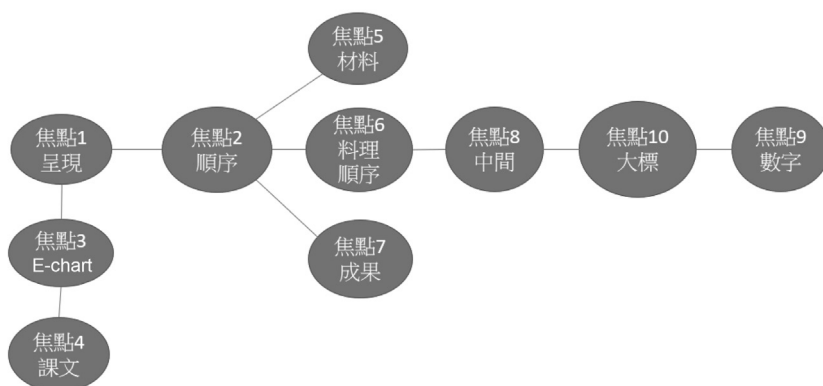 焦點5
材料
焦點1
呈現
焦點2
順序
焦點6
料理
順序
焦點8
中間
焦點10
大標
焦點9
數字
焦點3
E-chart
焦點7
成果
焦點4
課文